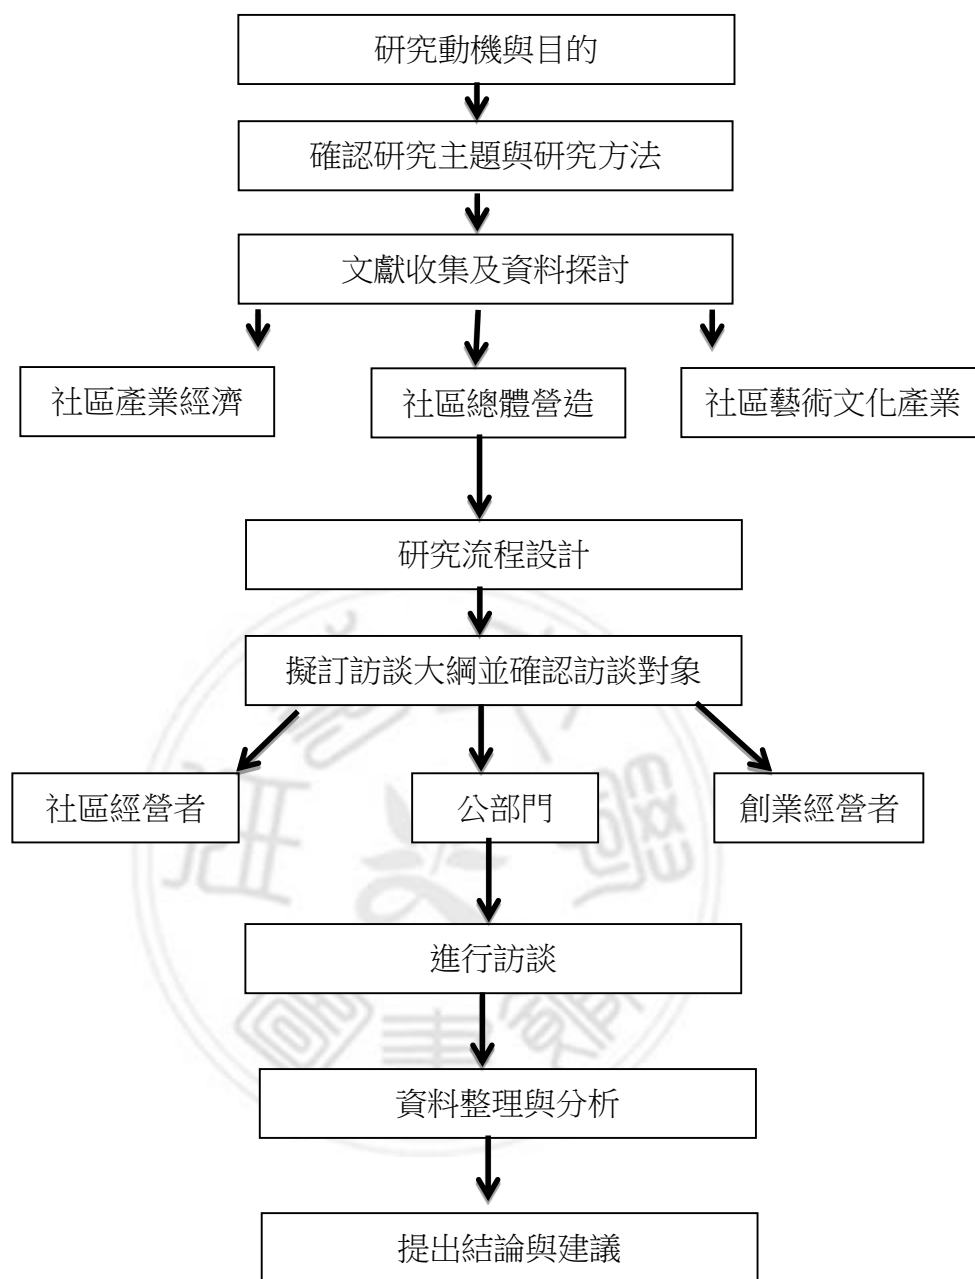 研究動機與目的
確認研究主題與研究方法
文獻收集及資料探討
社區產業經濟
社區總體營造
社區藝術文化產業
研究流程設計
擬訂訪談大綱並確認訪談對象
社區經營者
公部門
創業經營者
進行訪談
資料整理與分析
提出結論與建議